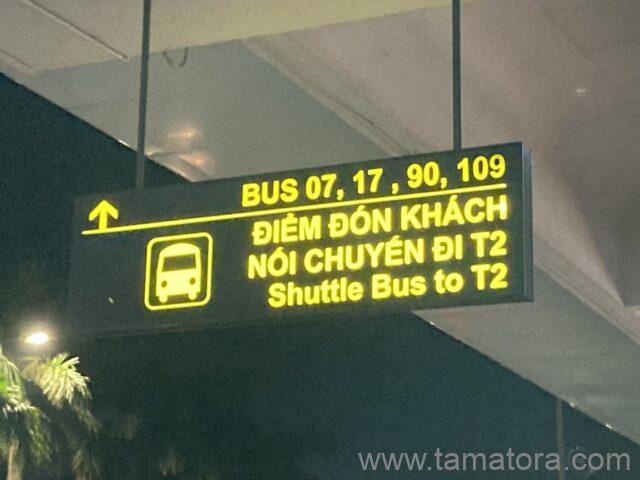 BUS 07, 17 , 90, 109
ĐIỂM ĐÓN KHÁCH
NỐI CHUYẾN ĐI T2
Shuttle Bus to T2
www.tamatora.com